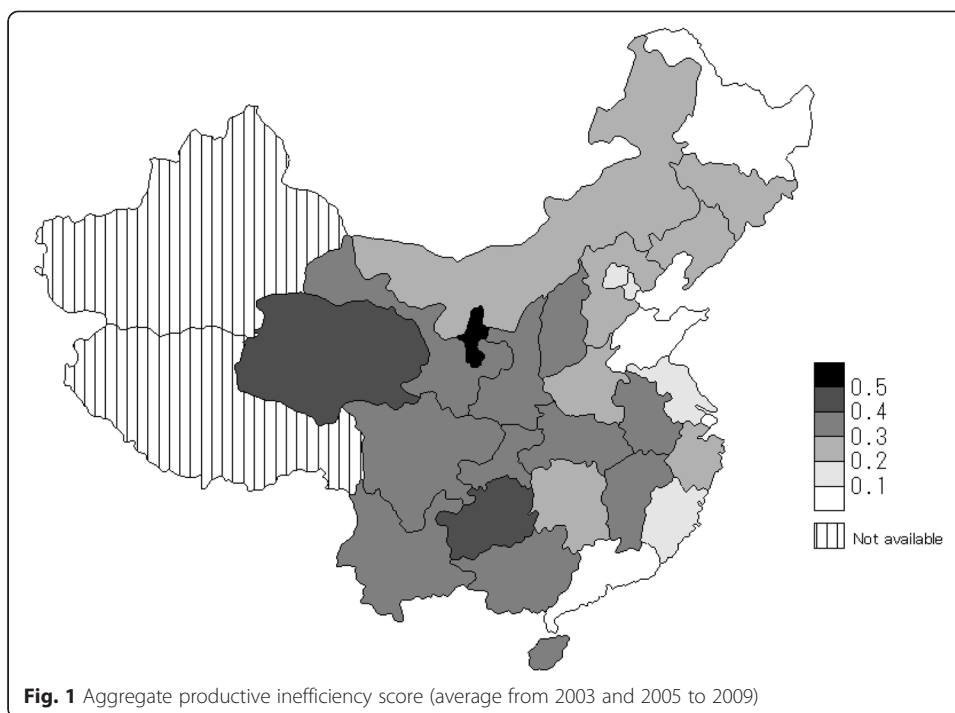 0.5
0.4
0.3
0.2
0.1
Not available
Fig. 1 Aggregate productive inefficiency score (average from 2003 and 2005 to 2009)